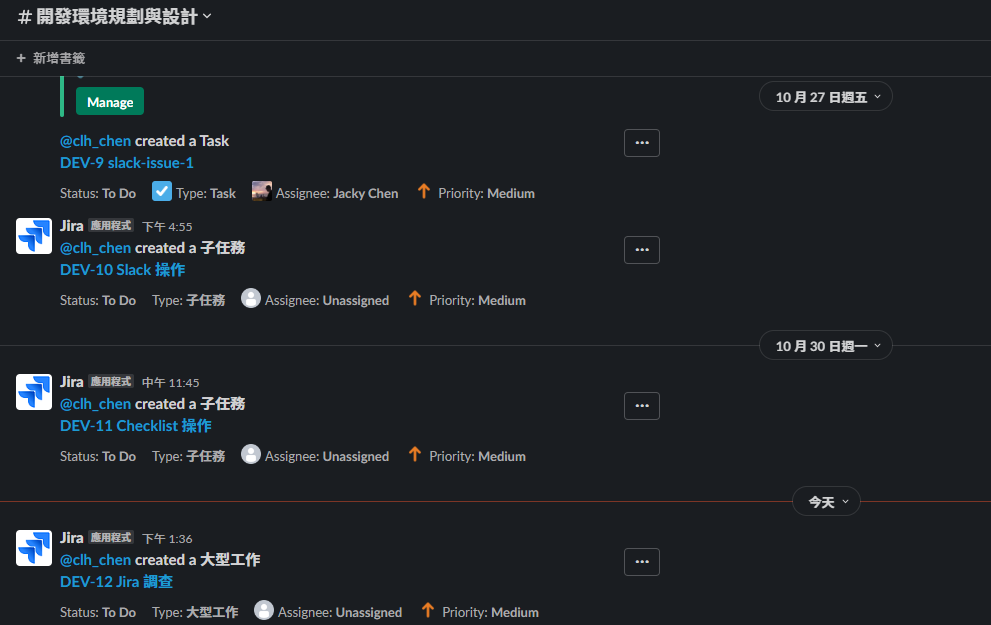 # 開發環境規劃與設計
+ 新增書籤
10 月 27 日週五
Manage
@clh_chen created a Task
DEV-9 slack-issue-1
Status: To Do Type: Task Assignee: Jacky Chen Priority: Medium
Jira 應用程式 下午 4:55
@clh_chen created a 子任務
DEV-10 Slack 操作
Status: To Do Type: 子任務 Assignee: Unassigned Priority: Medium
10 月 30 日週一
Jira 應用程式 中午 11:45
@clh_chen created a 子任務
DEV-11 Checklist 操作
Status: To Do Type: 子任務 Assignee: Unassigned Priority: Medium
今天
Jira 應用程式 下午 1:36
@clh_chen created a 大型工作
DEV-12 Jira 調查
Status: To Do Type: 大型工作 Assignee: Unassigned Priority: Medium